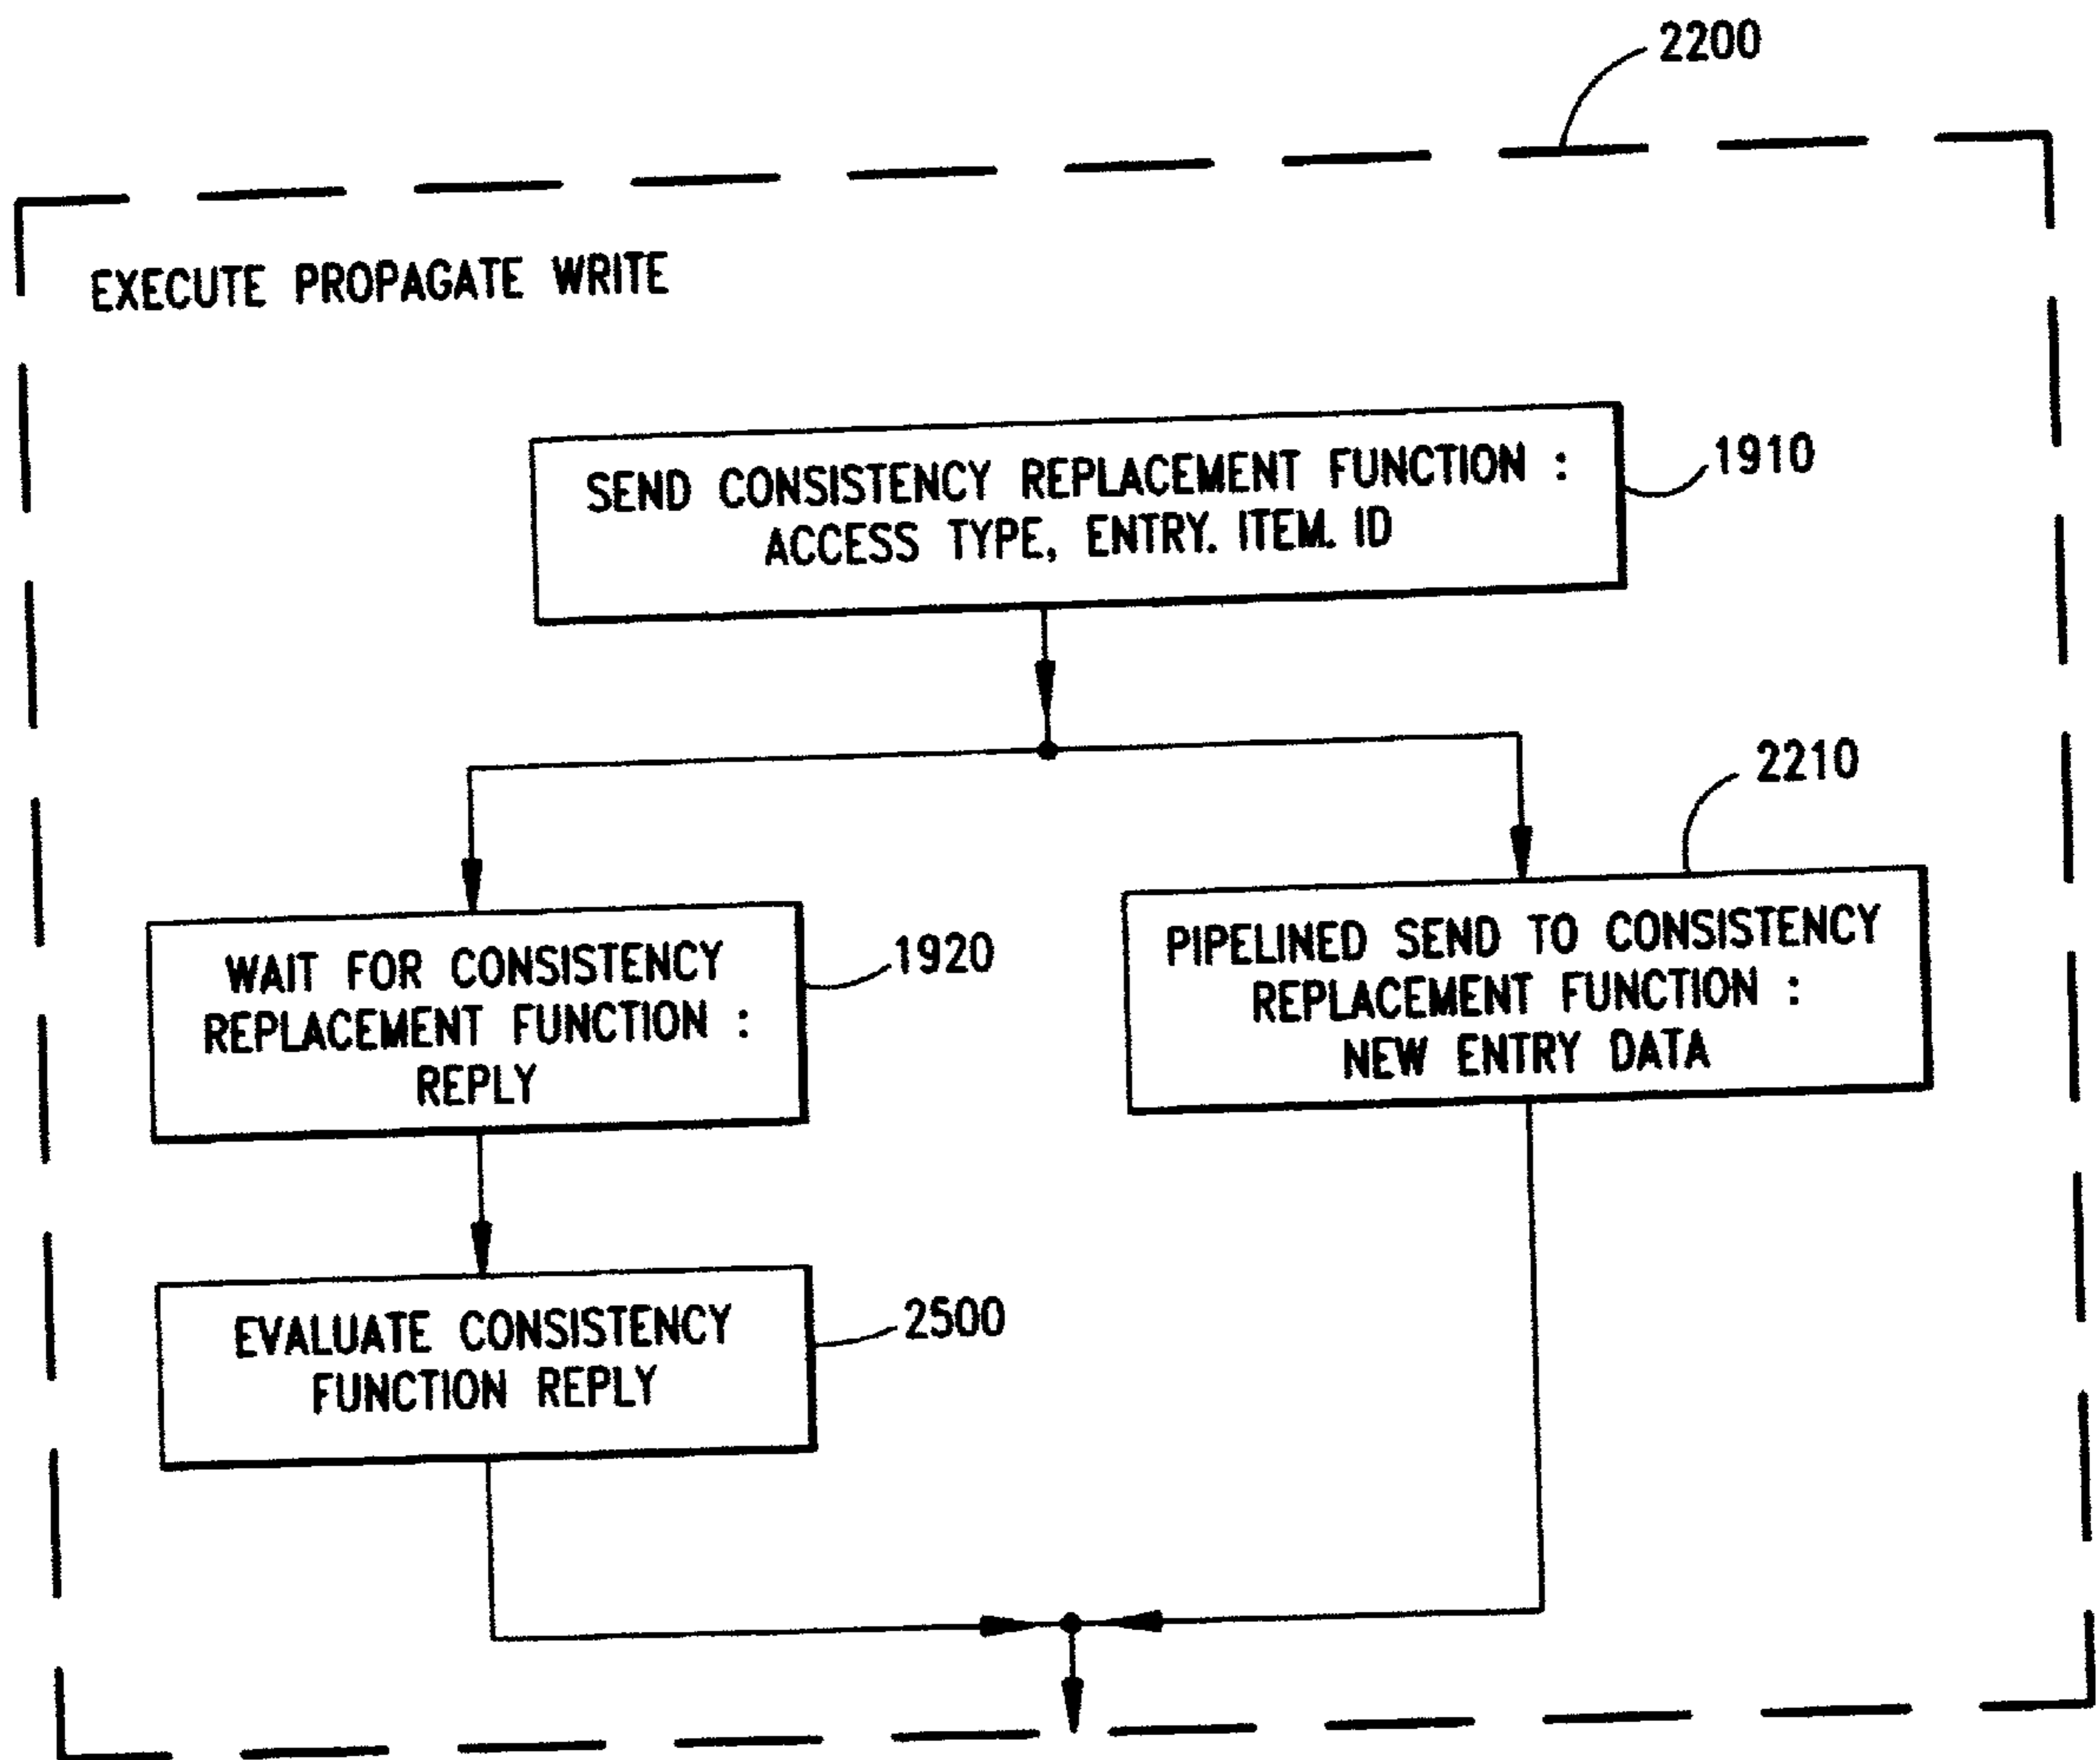 2200
EXECUTE PROPAGATE WRITE
SEND CONSISTENCY REPLACEMENT FUNCTION :
ACCESS TYPE, ENTRY. ITEM. ID
1910
2210
WAIT FOR CONSISTENCY
REPLACEMENT FUNCTION :
REPLY
1920
PIPELINED SEND TO CONSISTENCY
REPLACEMENT FUNCTION :
NEW ENTRY DATA
EVALUATE CONSISTENCY
FUNCTION REPLY
2500